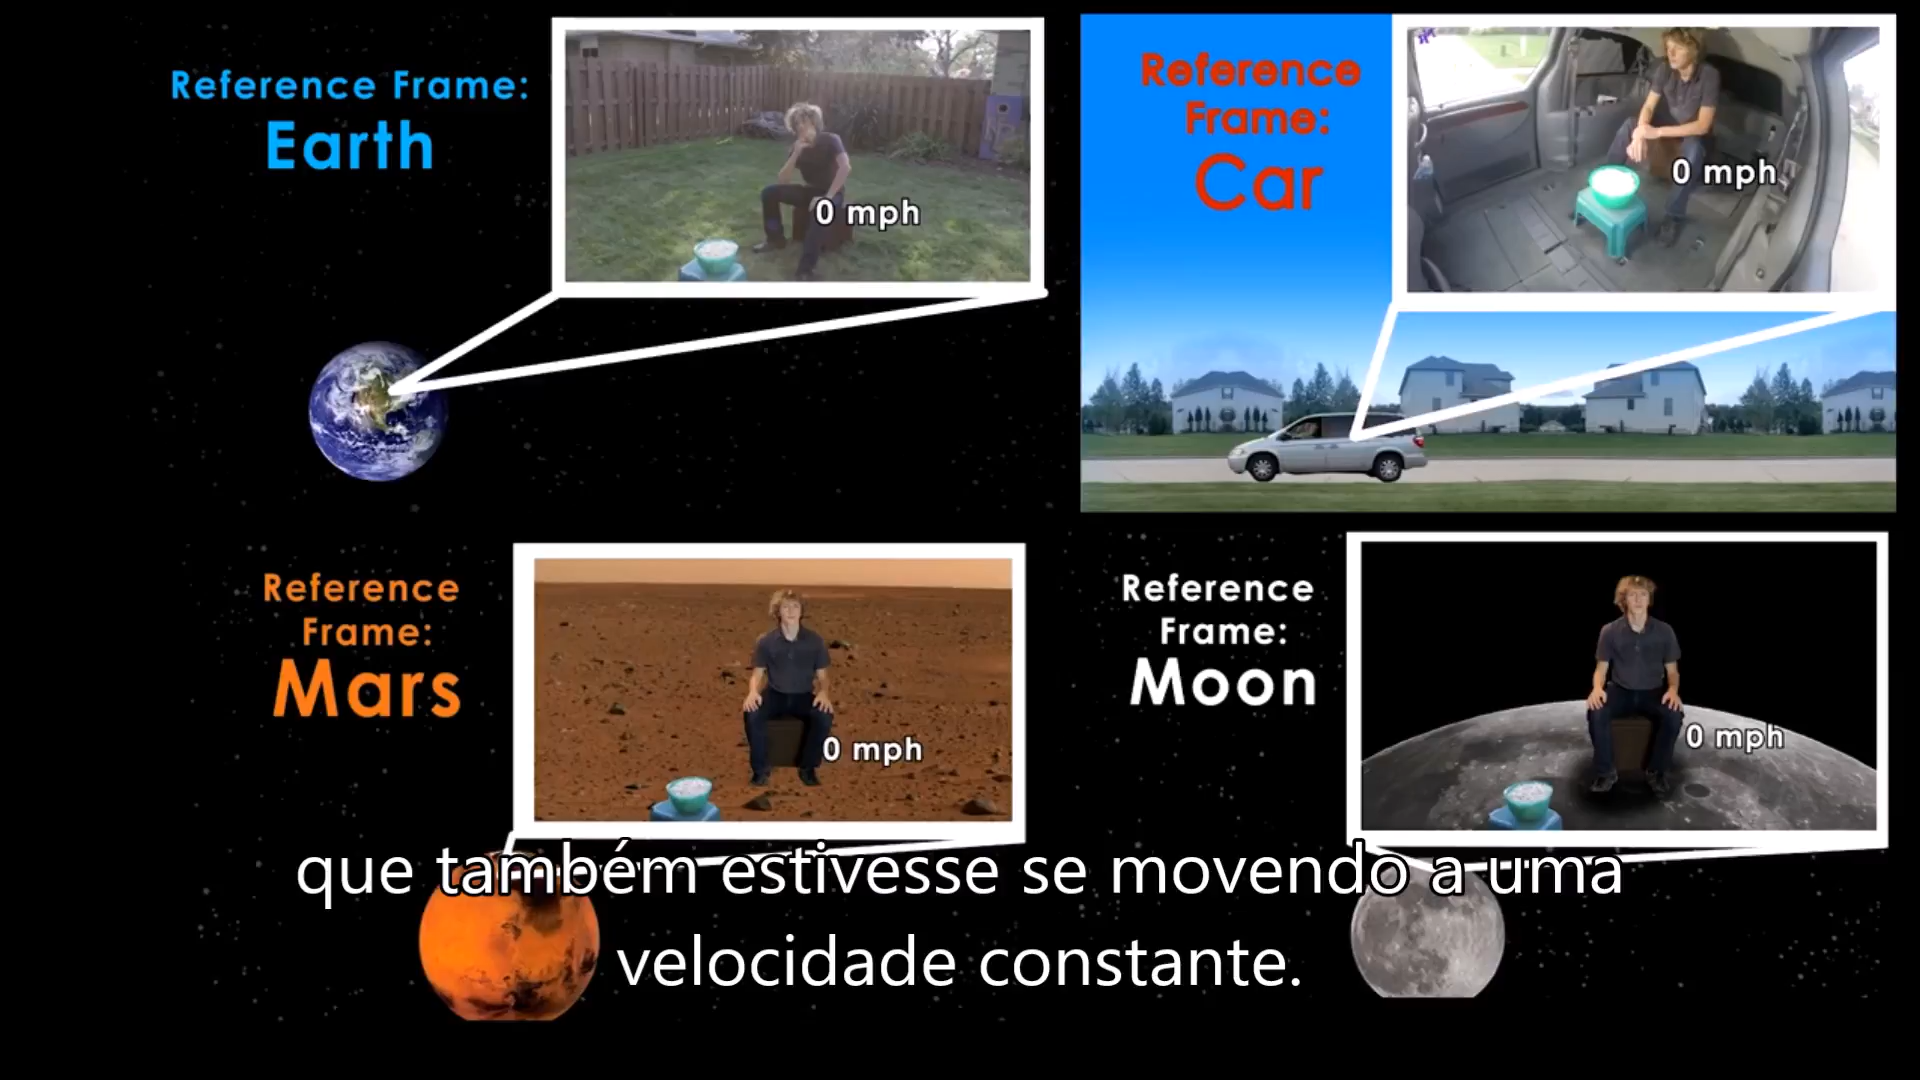 Reference Frame:
Earth
0 mph
Reference
Frame:
Car
0 mph
Reference
Frame:
Mars
0 mph
Reference
Frame:
Moon
0 mph
que também estivesse se movendo a uma
velocidade constante.